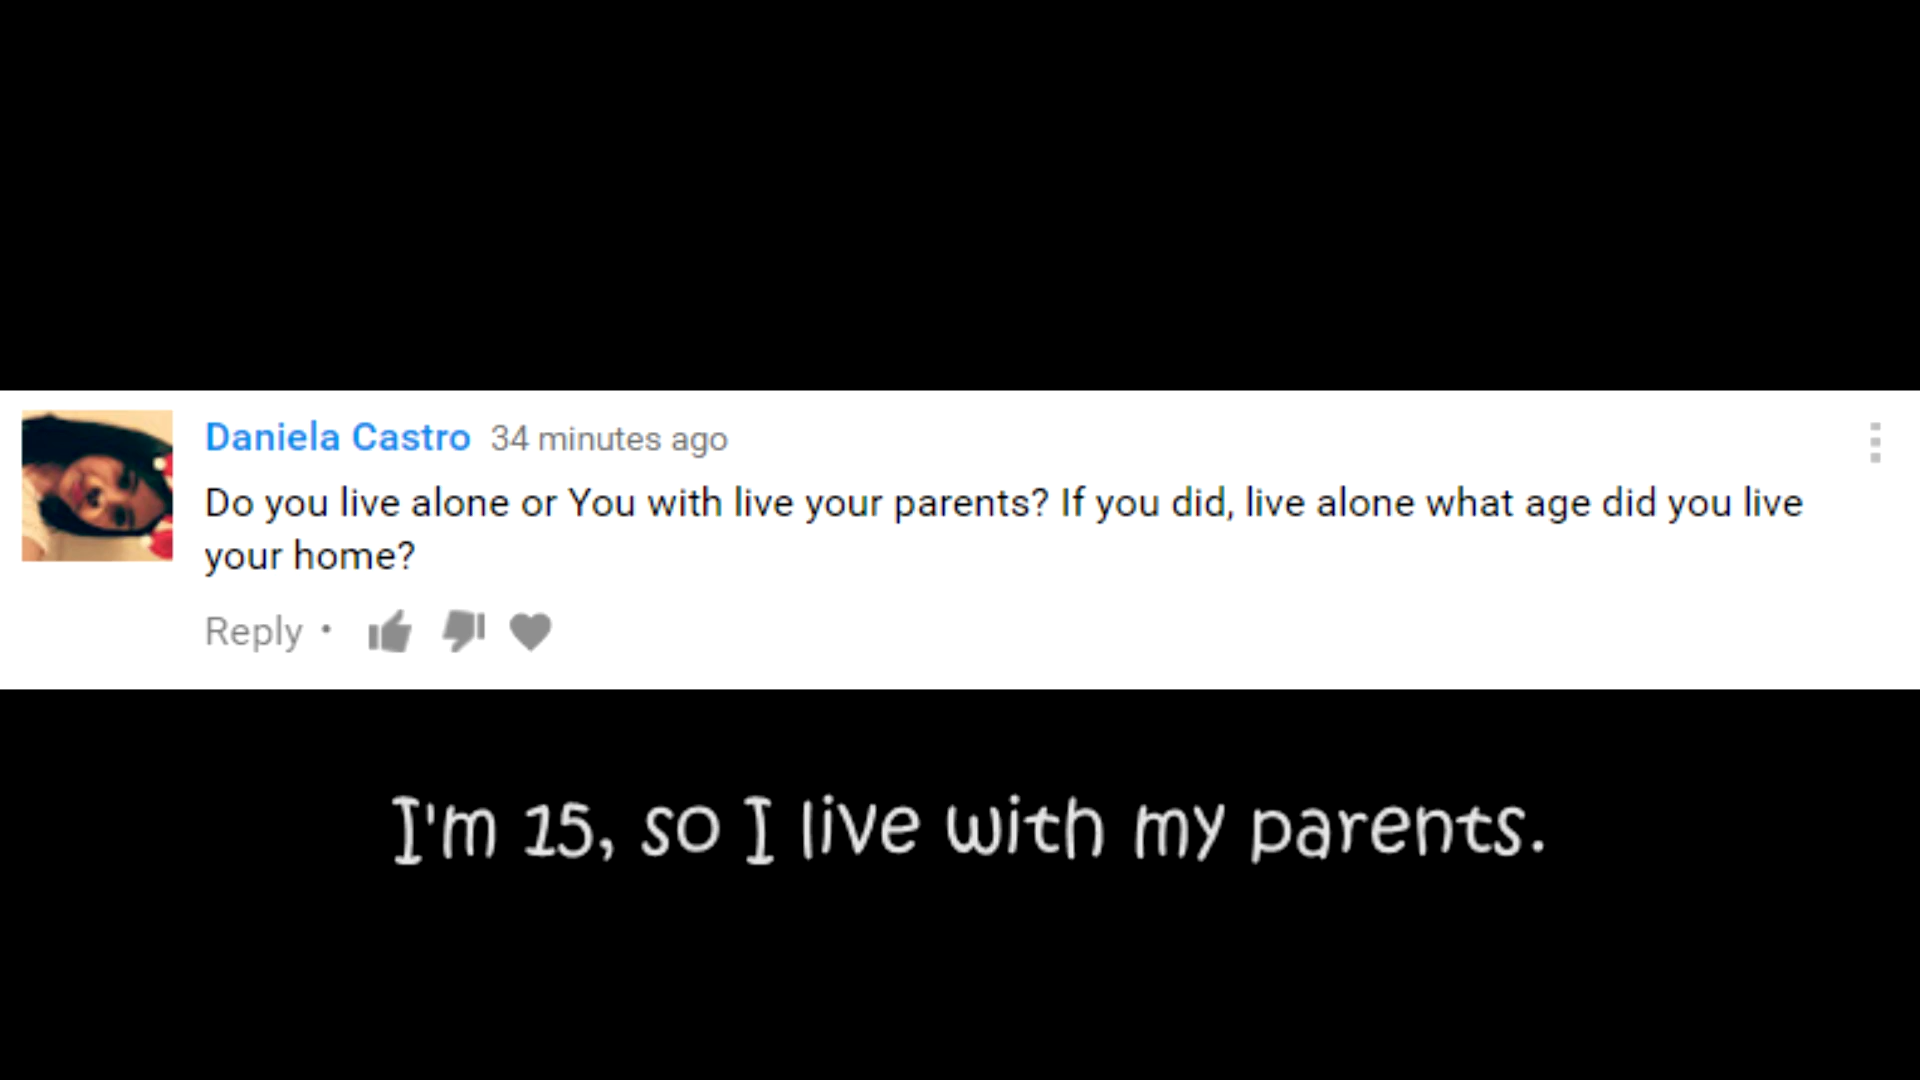 Daniela Castro 34 minutes ago
Do you live alone or You with live your parents? If you did, live alone what age did you live
your home?
Reply •
I'm 15, so I live with my parents.